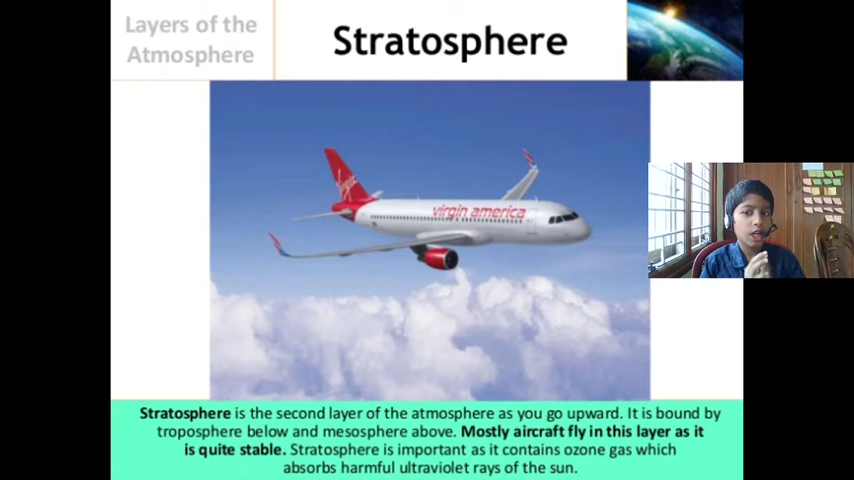 Layers of the
Atmosphere
Stratosphere
virgin america
Stratosphere is the second layer of the atmosphere as you go upward. It is bound by
troposphere below and mesosphere above. Mostly aircraft fly in this layer as it
is quite stable. Stratosphere is important as it contains ozone gas which
absorbs harmful ultraviolet rays of the sun.